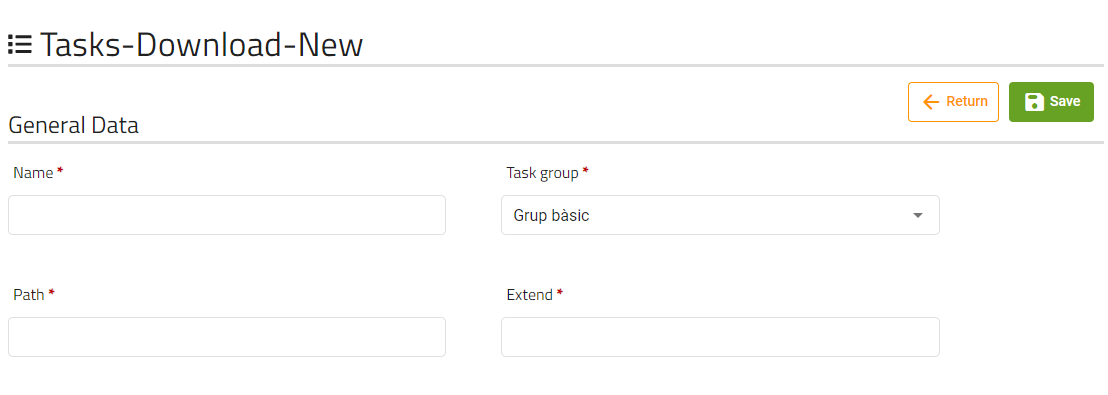 Tasks-Download-New
Return
Save
General Data
Name *
Task group *
Grup bàsic
Path *
Extend *